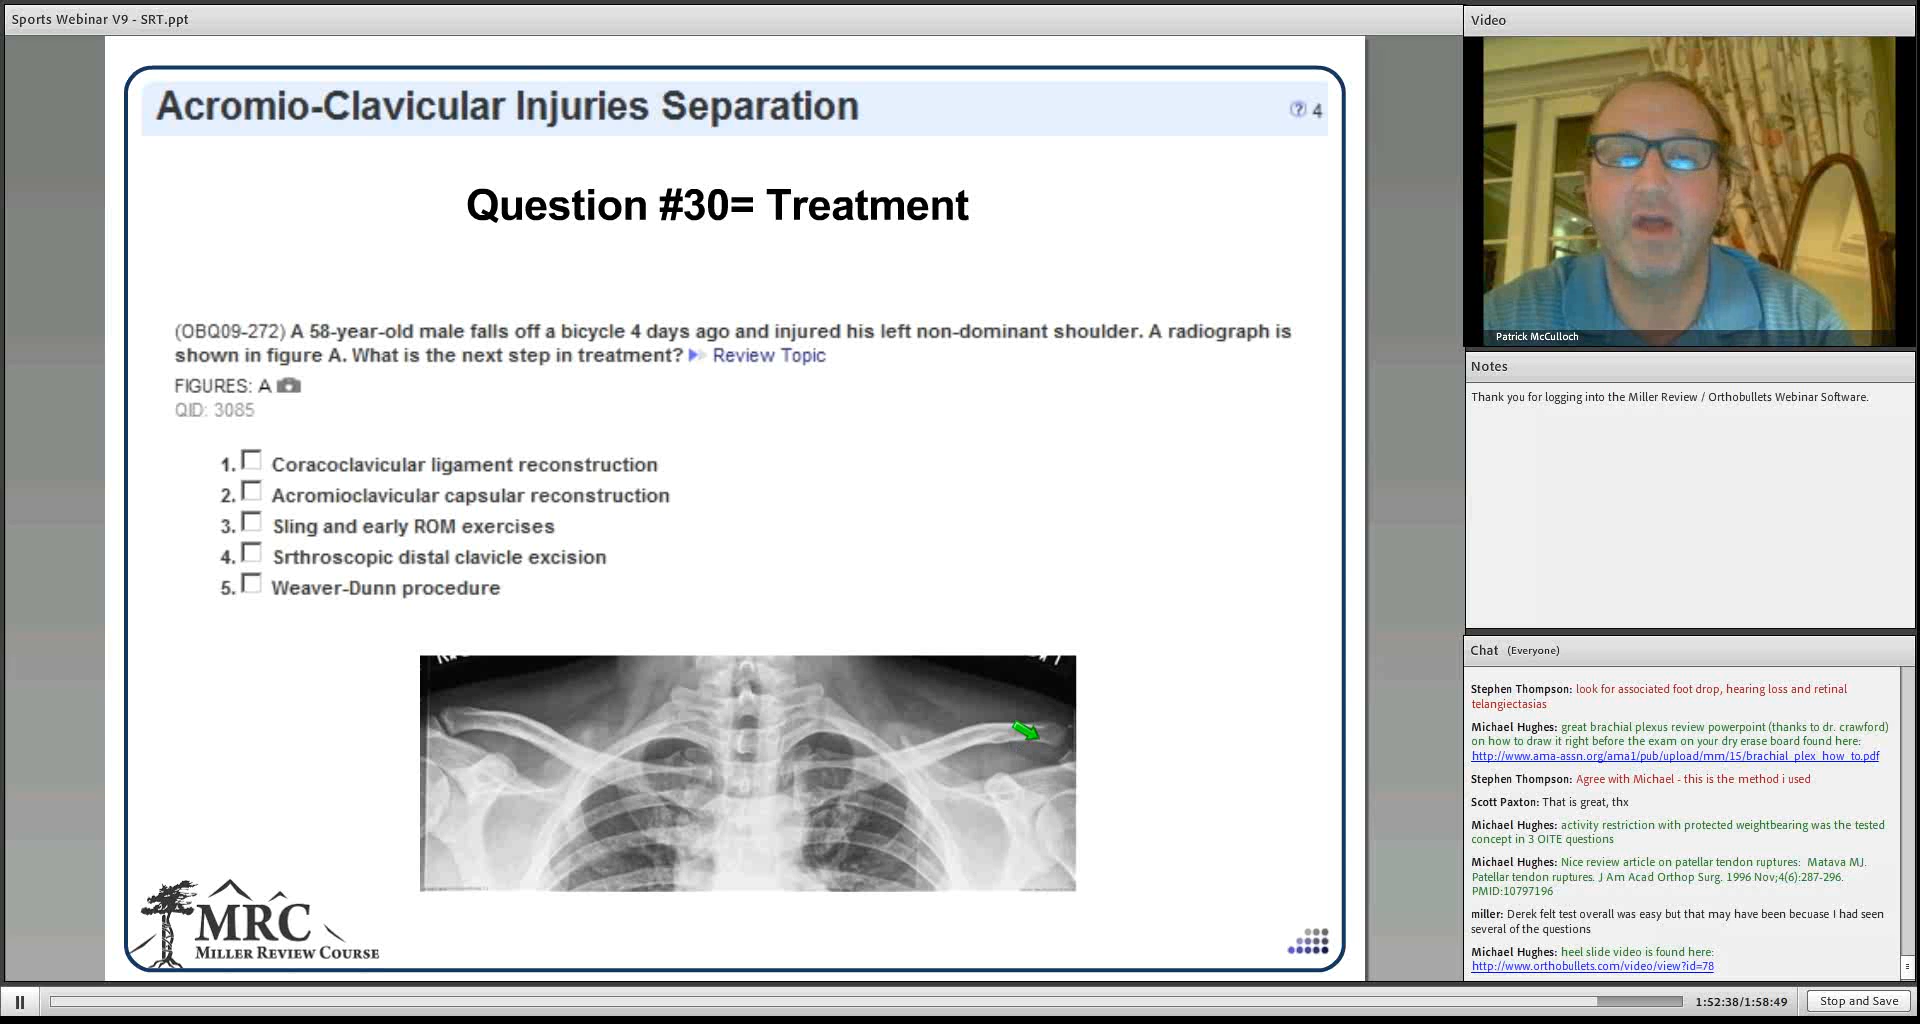 Sports Webinar V9 - SRT.ppt
Acromio-Clavicular Injuries Separation
4
Question #30= Treatment
(OBQ09-272) A 58-year-old male falls off a bicycle 4 days ago and injured his left non-dominant shoulder. A radiograph is
shown in figure A. What is the next step in treatment? Review Topic
FIGURES: A
QID: 3085
1. Coracoclavicular ligament reconstruction
2. Acromioclavicular capsular reconstruction
3. Sling and early ROM exercises
4. Srthroscopic distal clavicle excision
5. Weaver-Dunn procedure
MRC
MILLER REVIEW COURSE
Video
Patrick McCulloch
Notes
Thank you for logging into the Miller Review / Orthobullets Webinar Software.
Chat (Everyone)
Stephen Thompson: look for associated foot drop, hearing loss and retinal
telangiectasias
Michael Hughes: great brachial plexus review powerpoint (thanks to dr. crawford)
on how to draw it right before the exam on your dry erase board found here:
http://www.ama-assn.org/ama1/pub/upload/mm/15/brachial_plex_how_to.pdf
Stephen Thompson: Agree with Michael - this is the method i used
Scott Paxton: That is great, thx
Michael Hughes: activity restriction with protected weightbearing was the tested
concept in 3 OITE questions
Michael Hughes: Nice review article on patellar tendon ruptures: Matava MJ.
Patellar tendon ruptures. J Am Acad Orthop Surg. 1996 Nov;4(6):287-296.
PMID:10797196
miller: Derek felt test overall was easy but that may have been becuase I had seen
several of the questions
Michael Hughes: heel slide video is found here:
http://www.orthobullets.com/video/view?id=78
1:52:38/1:58:49
Stop and Save